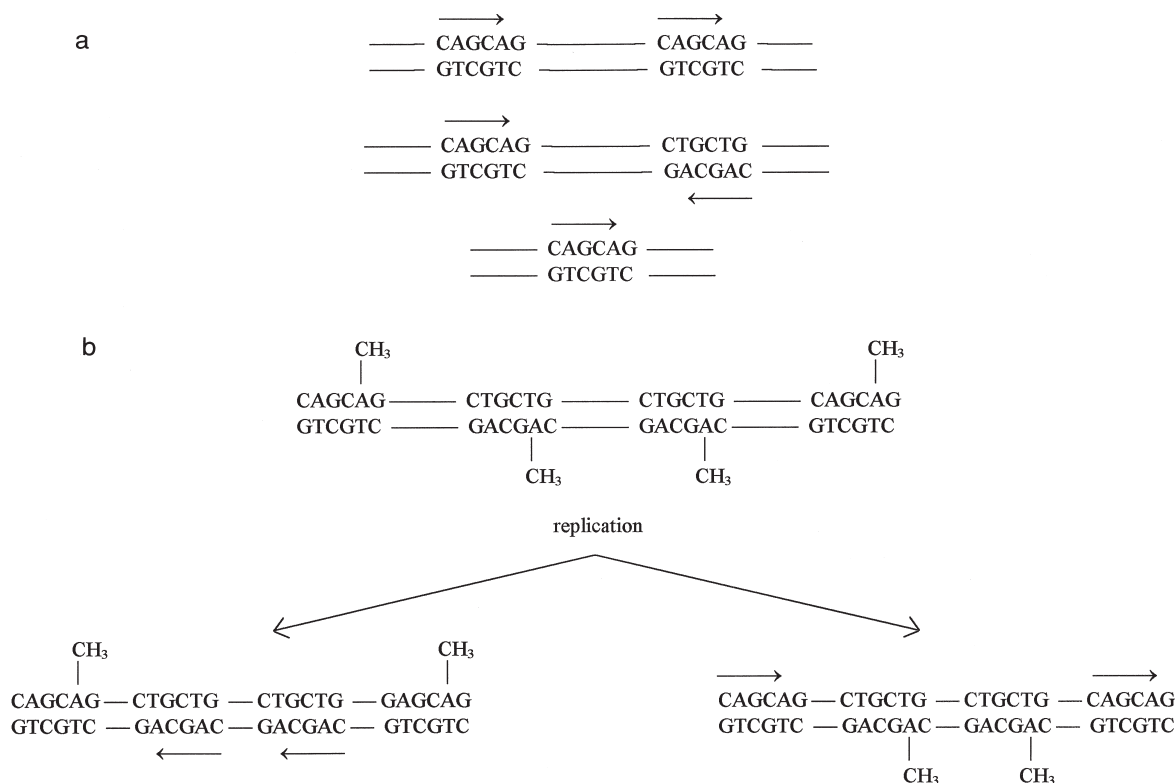 a
CAGCAG CAGCAG
GTCGTC GTCGTC
CAGCAG CTGCTG
GTCGTC GACGAC
CAGCAG
GTCGTC
b
CH₃ CH₃
CAGCAG CTGCTG CTGCTG CAGCAG
GTCGTC GACGAC GACGAC GTCGTC
CH₃ CH₃
replication
CH₃ CH₃
CAGCAG CTGCTG CTGCTG GAGCAG
GTCGTC GACGAC GACGAC GTCGTC
CAGCAG CTGCTG CTGCTG CAGCAG
GTCGTC GACGAC GACGAC GTCGTC
CH₃ CH₃